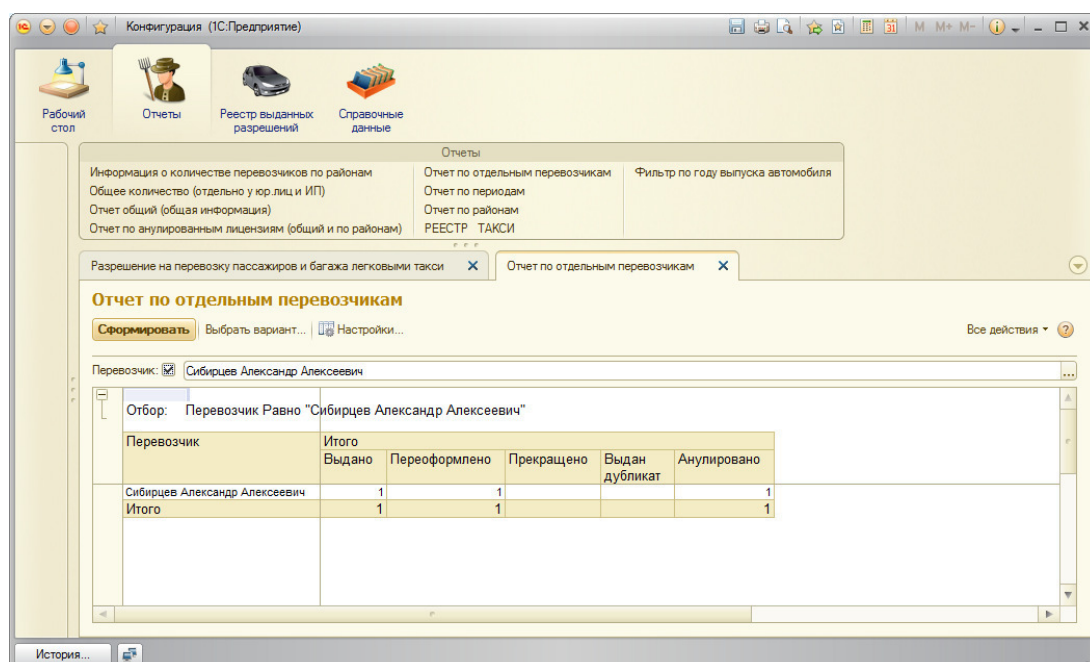 Конфигурация (1С:Предприятие)
31 M M+ M- i
Рабочий стол
Отчеты
Реестр выданных разрешений
Справочные данные
Отчеты
Информация о количестве перевозчиков по районам
Общее количество (отдельно у юр.лиц и ИП)
Отчет общий (общая информация)
Отчет по анулированным лицензиям (общий и по районам)
Отчет по отдельным перевозчикам
Отчет по периодам
Отчет по районам
РЕЕСТР ТАКСИ
Фильтр по году выпуска автомобиля
Разрешение на перевозку пассажиров и багажа легковыми такси
Отчет по отдельным перевозчикам
Отчет по отдельным перевозчикам
Сформировать Выбрать вариант... Настройки... Все действия ?
Перевозчик: Сибирцев Александр Алексеевич ...
Отбор: Перевозчик Равно "Сибирцев Александр Алексеевич"
Перевозчик Итого
Выдано Переоформлено Прекращено Выдан дубликат Анулировано
Сибирцев Александр Алексеевич 1 1 1
Итого 1 1 1
История...